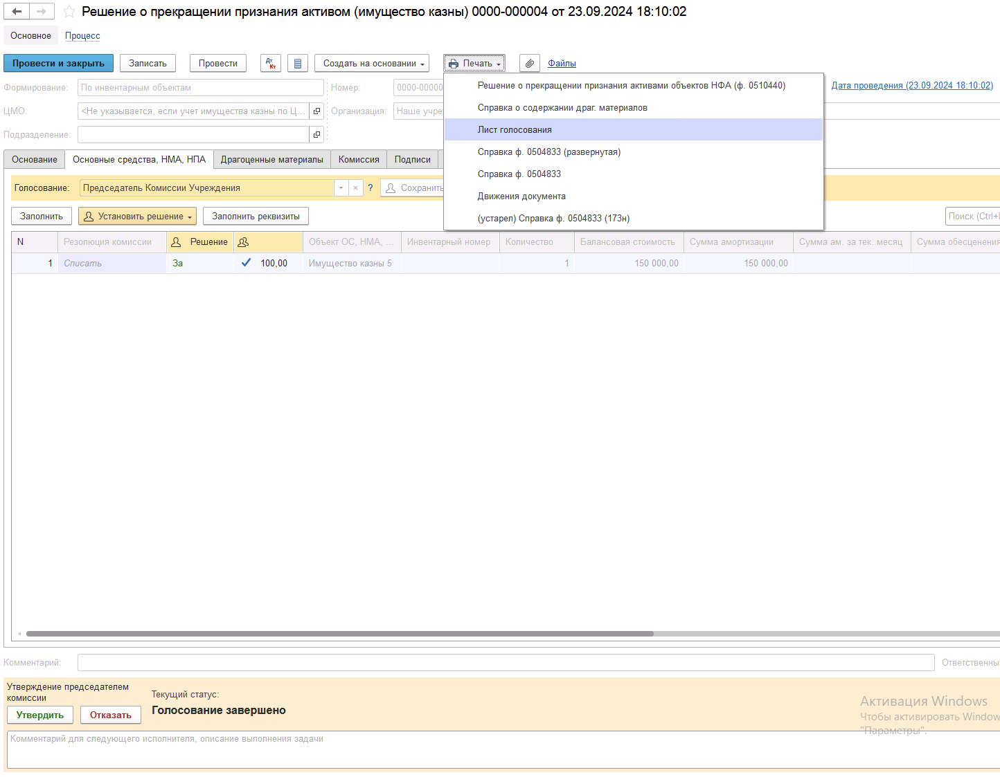 Решение о прекращении признания активом (имущество казны) 0000-000004 от 23.09.2024 18:10:02
Основное Процесс
Провести и закрыть Записать Провести Дт Кт Создать на основании Печать Файлы
Формирование: По инвентарным объектам Номер: 0000-00000 Дата проведения (23.09.2024 18:10:02)
ЦМО: <Не указывается, если учет имущества казны по Ц... Организация: Наше учре
Подразделение:
Решение о прекращении признания активами объектов НФА (ф. 0510440)
Справка о содержании драг. материалов
Лист голосования
Справка ф. 0504833 (развернутая)
Справка ф. 0504833
Движения документа
(устарел) Справка ф. 0504833 (173н)
Основание Основные средства, НМА, НПА Драгоценные материалы Комиссия Подписи
Голосование: Председатель Комиссии Учреждения × ? Сохранить
Заполнить Установить решение Заполнить реквизиты Поиск (Ctrl+
N Резолюция комиссии Решение Объект ОС, НМА, ... Инвентарный номер Количество Балансовая стоимость Сумма амортизации Сумма ам. за тек. месяц Сумма обесценения
1 Списать За 100,00 Имущество казны 5 1 150 000,00 150 000,00
Комментарий: Ответственны
Утверждение председателем
комиссии
Текущий статус:
Утвердить Отказать Голосование завершено
Активация Windows
Чтобы активировать Window
"Параметры".
Комментарий для следующего исполнителя, описание выполнения задачи